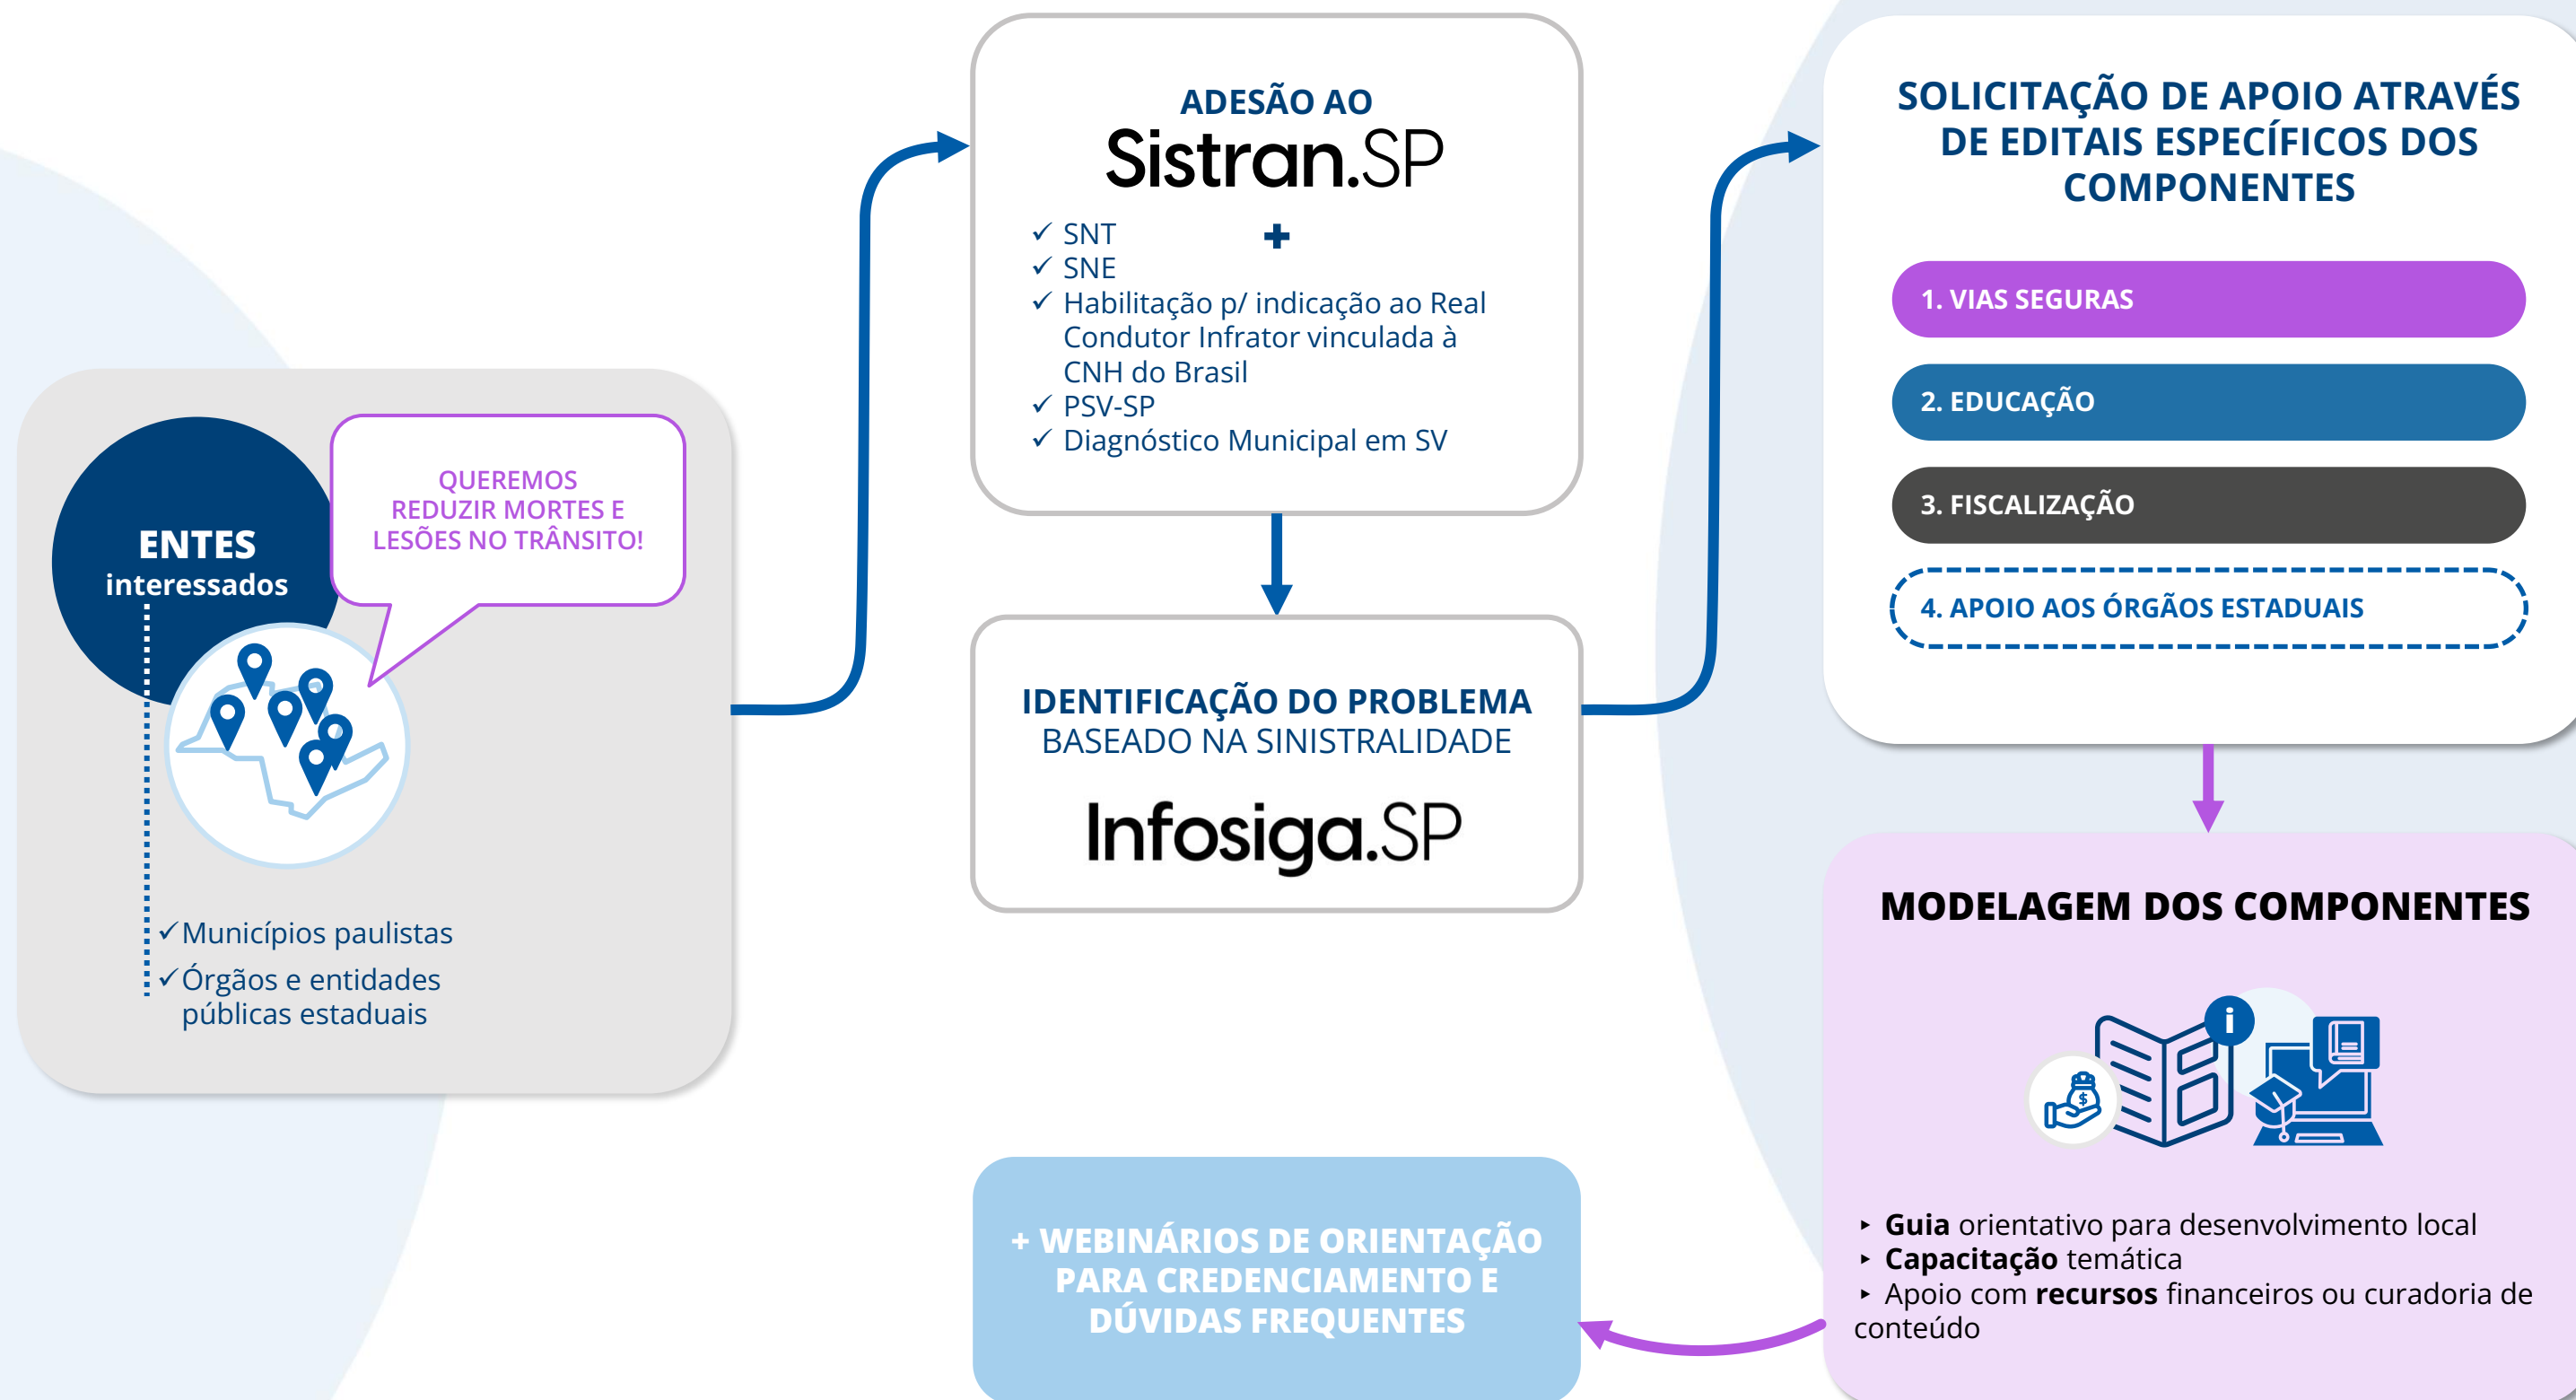 ENTES
interessados
QUEREMOS
REDUZIR MORTES E
LESÕES NO TRÂNSITO!
✓ Municípios paulistas
✓ Órgãos e entidades
públicas estaduais
ADESÃO AO
Sistran.SP
+
✓ SNT
✓ SNE
✓ Habilitação p/ indicação ao Real
Condutor Infrator vinculada à
CNH do Brasil
✓ PSV-SP
✓ Diagnóstico Municipal em SV
IDENTIFICAÇÃO DO PROBLEMA
BASEADO NA SINISTRALIDADE
Infosiga.SP
SOLICITAÇÃO DE APOIO ATRAVÉS
DE EDITAIS ESPECÍFICOS DOS
COMPONENTES
1. VIAS SEGURAS
2. EDUCAÇÃO
3. FISCALIZAÇÃO
4. APOIO AOS ÓRGÃOS ESTADUAIS
MODELAGEM DOS COMPONENTES
i
$
▸ Guia orientativo para desenvolvimento local
▸ Capacitação temática
▸ Apoio com recursos financeiros ou curadoria de
conteúdo
+ WEBINÁRIOS DE ORIENTAÇÃO
PARA CREDENCIAMENTO E
DÚVIDAS FREQUENTES